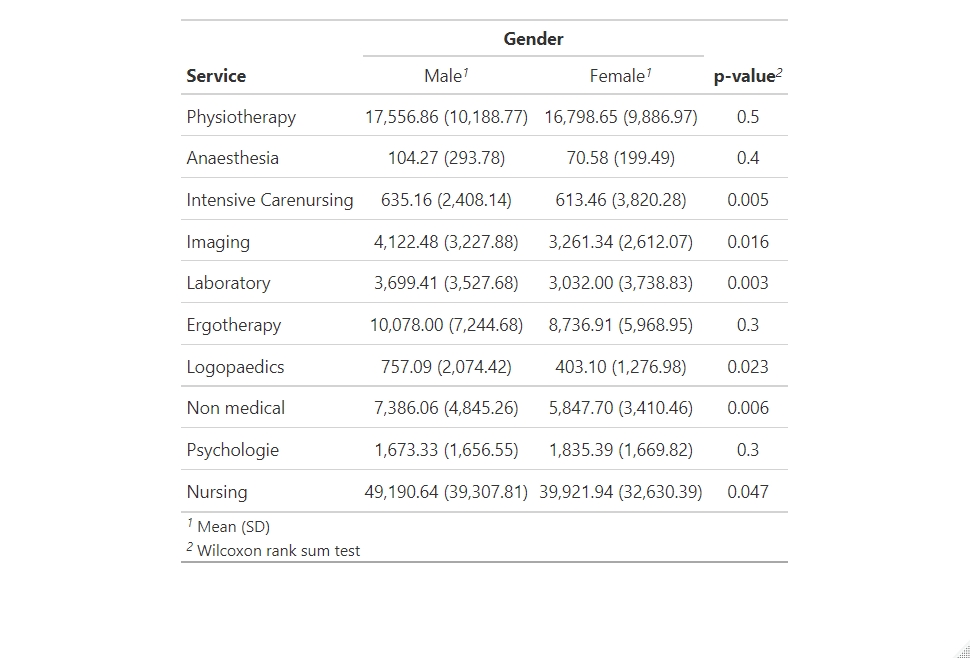 Gender
Service Male1 Female1 p-value2
Physiotherapy 17,556.86 (10,188.77) 16,798.65 (9,886.97) 0.5
Anaesthesia 104.27 (293.78) 70.58 (199.49) 0.4
Intensive Carenursing 635.16 (2,408.14) 613.46 (3,820.28) 0.005
Imaging 4,122.48 (3,227.88) 3,261.34 (2,612.07) 0.016
Laboratory 3,699.41 (3,527.68) 3,032.00 (3,738.83) 0.003
Ergotherapy 10,078.00 (7,244.68) 8,736.91 (5,968.95) 0.3
Logopaedics 757.09 (2,074.42) 403.10 (1,276.98) 0.023
Non medical 7,386.06 (4,845.26) 5,847.70 (3,410.46) 0.006
Psychologie 1,673.33 (1,656.55) 1,835.39 (1,669.82) 0.3
Nursing 49,190.64 (39,307.81) 39,921.94 (32,630.39) 0.047
1 Mean (SD)
2 Wilcoxon rank sum test